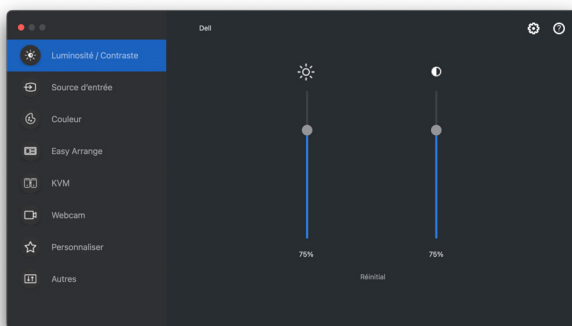 Dell
Luminosité / Contraste
Source d'entrée
Couleur
Easy Arrange
KVM
Webcam
Personnaliser
Autres
75%
75%
Réinitial